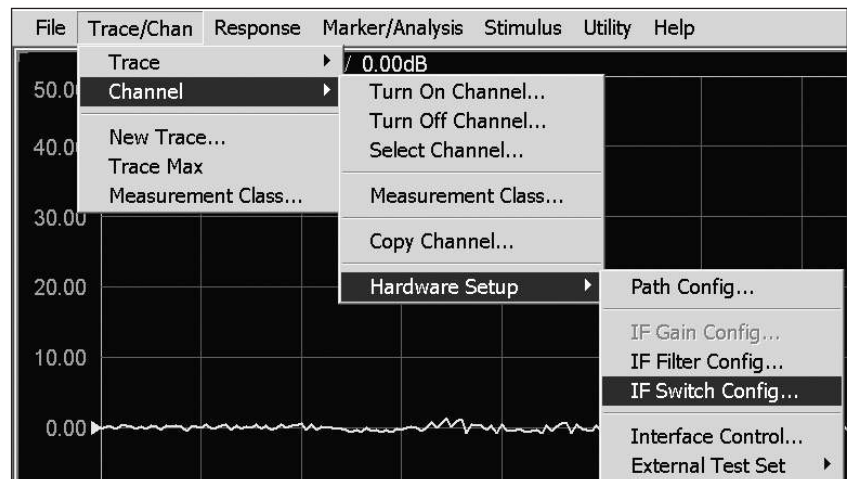 File Trace/Chan Response Marker/Analysis Stimulus Utility Help
Trace
/ 0.00dB
Channel
New Trace...
Trace Max
Measurement Class...
Turn On Channel...
Turn Off Channel...
Select Channel...
Measurement Class...
Copy Channel...
Hardware Setup
Path Config...
IF Gain Config...
IF Filter Config...
IF Switch Config...
Interface Control...
External Test Set
50.0
40.0
30.00
20.00
10.00
0.00